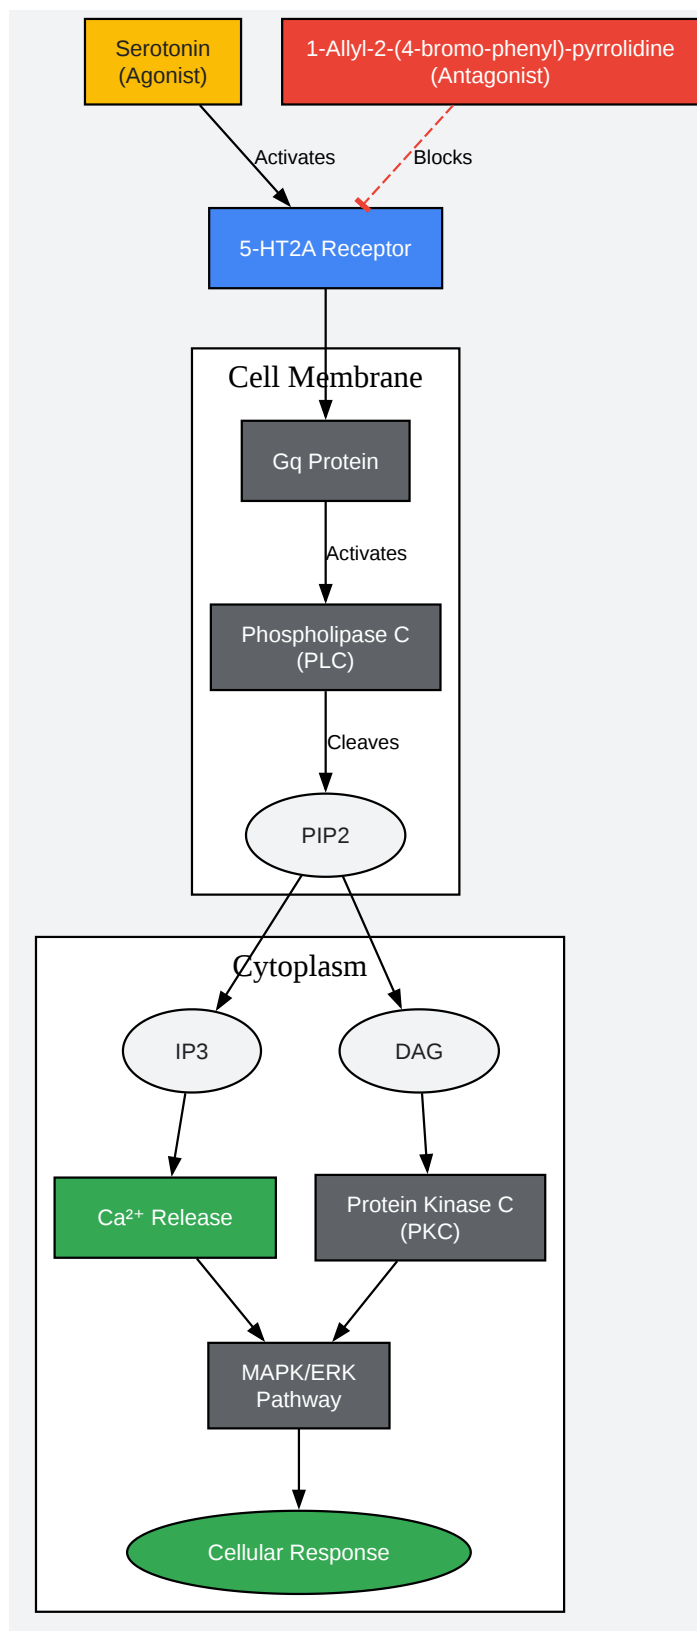 Serotonin
(Agonist)
1-Allyl-2-(4-bromo-phenyl)-pyrrolidine
(Antagonist)
Activates
Blocks
5-HT2A Receptor
Cell Membrane
Gq Protein
Activates
Phospholipase C
(PLC)
Cleaves
PIP2
Cytoplasm
IP3
DAG
Ca²⁺ Release
Protein Kinase C
(PKC)
MAPK/ERK
Pathway
Cellular Response